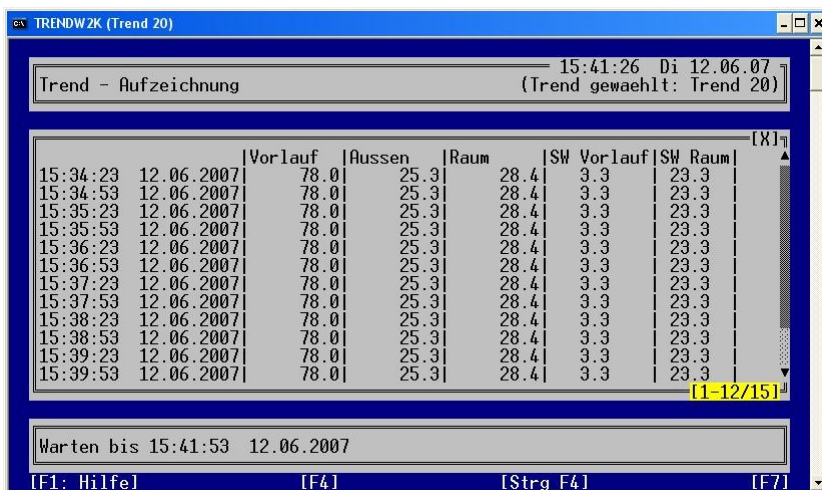 TRENDW2K (Trend 20)
15:41:26 Di 12.06.07
Trend - Aufzeichnung (Trend gewaehlt: Trend 20)
[X]
|Vorlauf |Aussen |Raum |SW Vorlauf|SW Raum|
15:34:23 12.06.2007| 78.0| 25.3| 28.4| 3.3 | 23.3 |
15:34:53 12.06.2007| 78.0| 25.3| 28.4| 3.3 | 23.3 |
15:35:23 12.06.2007| 78.0| 25.3| 28.4| 3.3 | 23.3 |
15:35:53 12.06.2007| 78.0| 25.3| 28.4| 3.3 | 23.3 |
15:36:23 12.06.2007| 78.0| 25.3| 28.4| 3.3 | 23.3 |
15:36:53 12.06.2007| 78.0| 25.3| 28.4| 3.3 | 23.3 |
15:37:23 12.06.2007| 78.0| 25.3| 28.4| 3.3 | 23.3 |
15:37:53 12.06.2007| 78.0| 25.3| 28.4| 3.3 | 23.3 |
15:38:23 12.06.2007| 78.0| 25.3| 28.4| 3.3 | 23.3 |
15:38:53 12.06.2007| 78.0| 25.3| 28.4| 3.3 | 23.3 |
15:39:23 12.06.2007| 78.0| 25.3| 28.4| 3.3 | 23.3 |
15:39:53 12.06.2007| 78.0| 25.3| 28.4| 3.3 | 23.3 |
[1-12/15]
Warten bis 15:41:53 12.06.2007
[F1: Hilfe] [F4] [Strg F4] [F7]